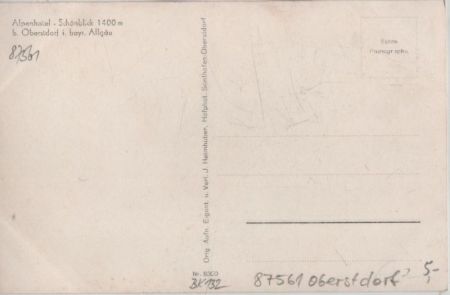 Alpenhotel - Schönblick 1400 m
b. Oberstdorf i. bayr. Allgäu
87561
Echte
Photographie
Orig. Aufn. Eigent. u. Verl. J. Heimhuber, Hofphot. Sonthofen-Oberstdorf
Nr. 8000
BK 132
87561 Oberstdorf
5,-